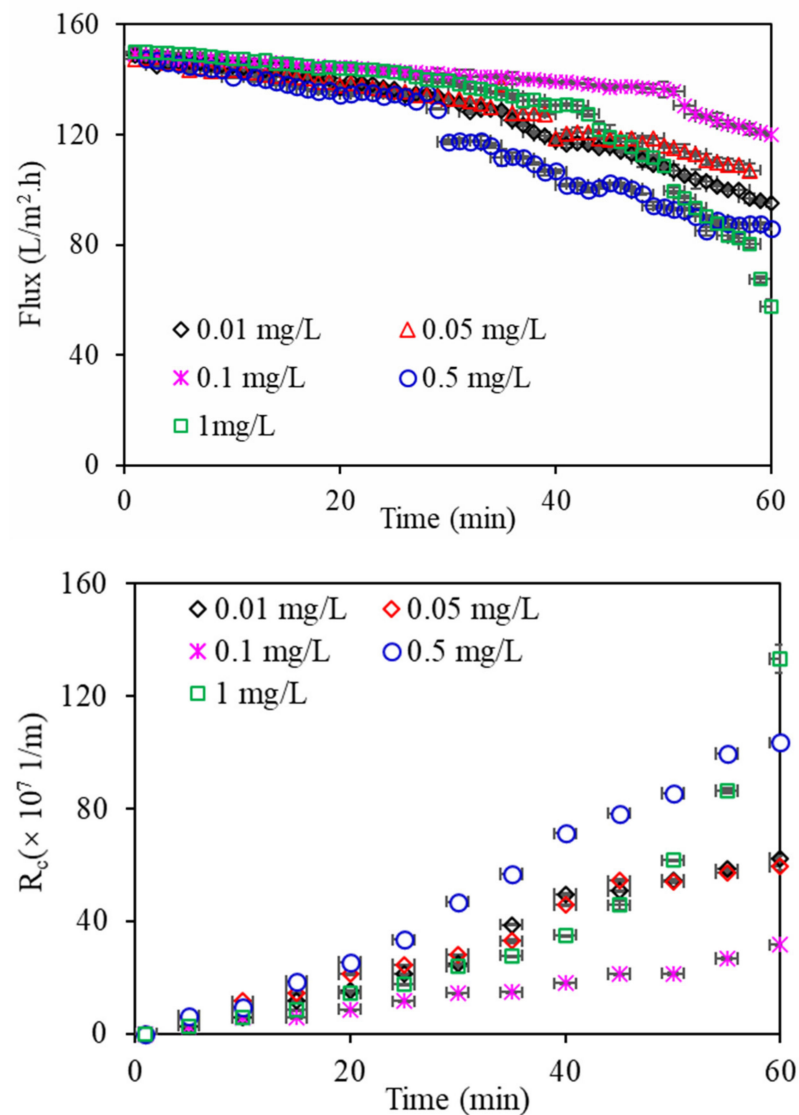 160
120
80
40
0
Flux (L/m².h)
0.01 mg/L
0.05 mg/L
0.1 mg/L
0.5 mg/L
1mg/L
0
20
40
60
Time (min)
160
120
80
40
0
R_c(× 10⁷ 1/m)
0.01 mg/L
0.05 mg/L
0.1 mg/L
0.5 mg/L
1 mg/L
0
20
40
60
Time (min)